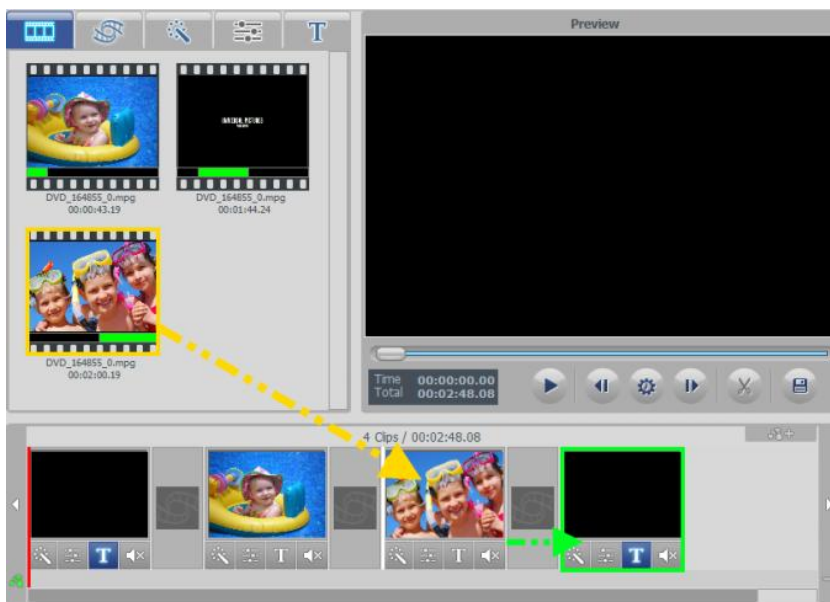 T
Preview
DVD_164855_0.mpg
00:00:43.19
DVD_164855_0.mpg
00:01:44.24
DVD_164855_0.mpg
00:02:00.19
Time 00:00:00.00
Total 00:02:48.08
4 Clips / 00:02:48.08
T
T
T
T